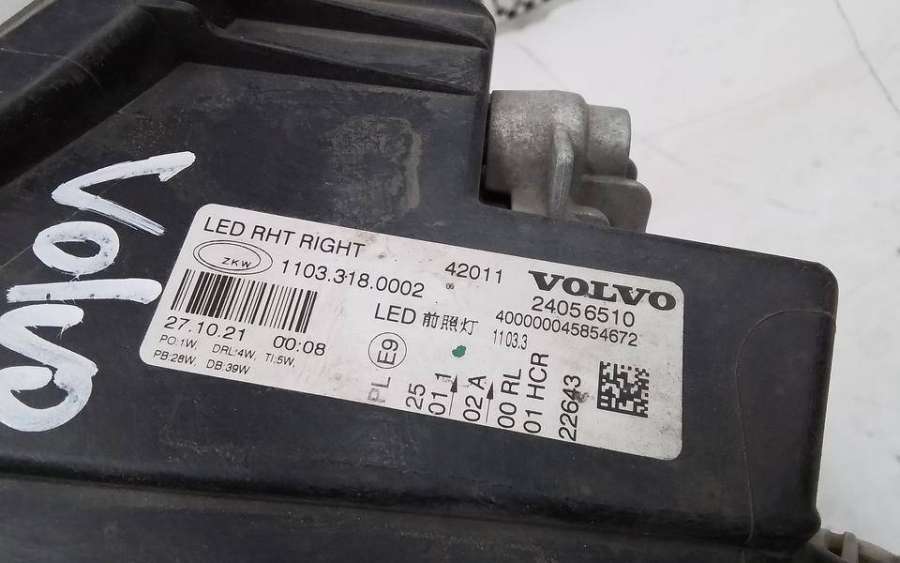 Volvo
LED RHT RIGHT
ZKW
1103.318.0002
06
42011
VOLVO
24056510
400000045854672
1103.3
LED 前照灯
27.10.21 00:08
PO:1W, DRL:4W, TI:5W,
PB:28W, DB:39W
E9
PL
25
01 1
02 A
00 RL
01 HCR
22643